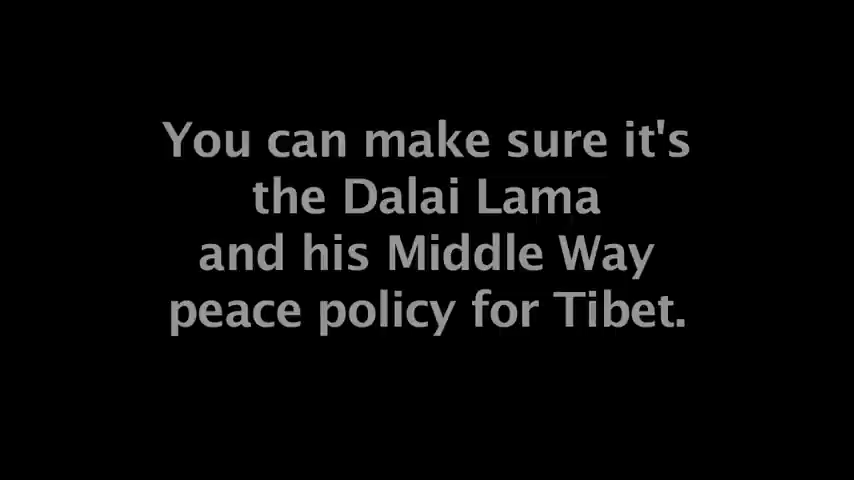 You can make sure it's
the Dalai Lama
and his Middle Way
peace policy for Tibet.